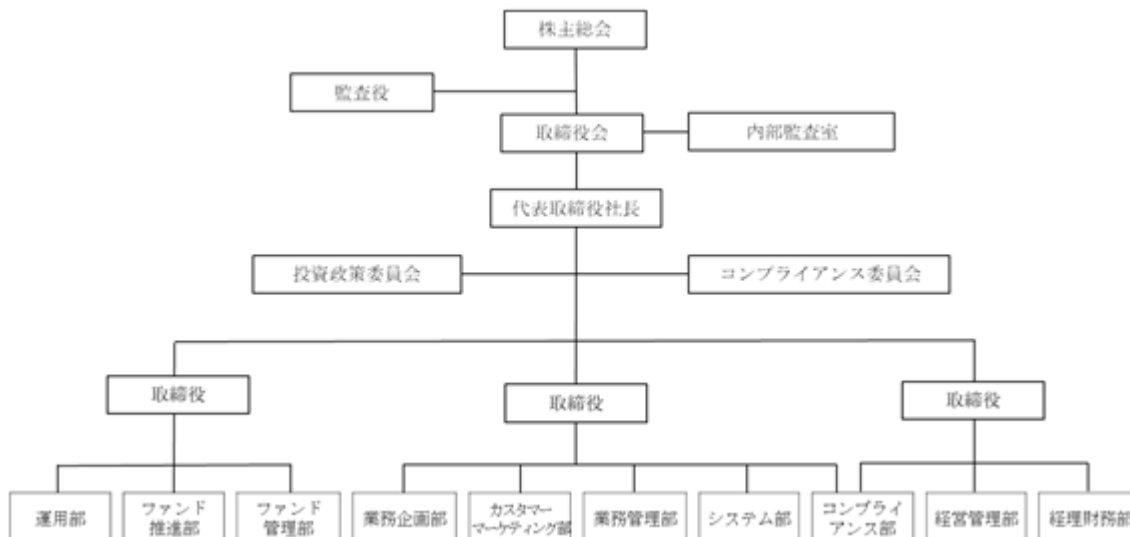 株主総会
監査役
取締役会
内部監査室
代表取締役社長
投資政策委員会
コンプライアンス委員会
取締役
取締役
取締役
運用部
ファンド
推進部
ファンド
管理部
業務企画部
カスタマー
マーケティング部
業務管理部
システム部
コンプライ
アンス部
経営管理部
経理財務部